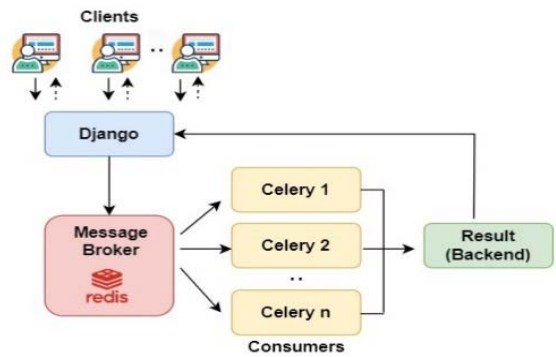 Clients
..
Django
Message
Broker
redis
Celery 1
Celery 2
..
Celery n
Consumers
Result
(Backend)